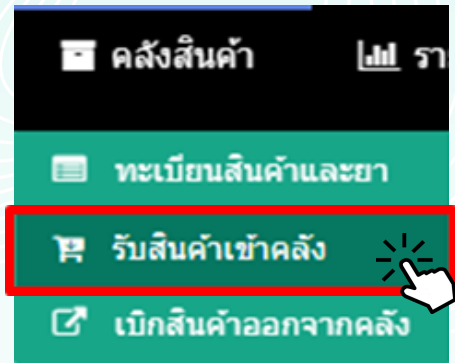 คลังสินค้า รา
ทะเบียนสินค้าและยา
รับสินค้าเข้าคลัง
เบิกสินค้าออกจากคลัง